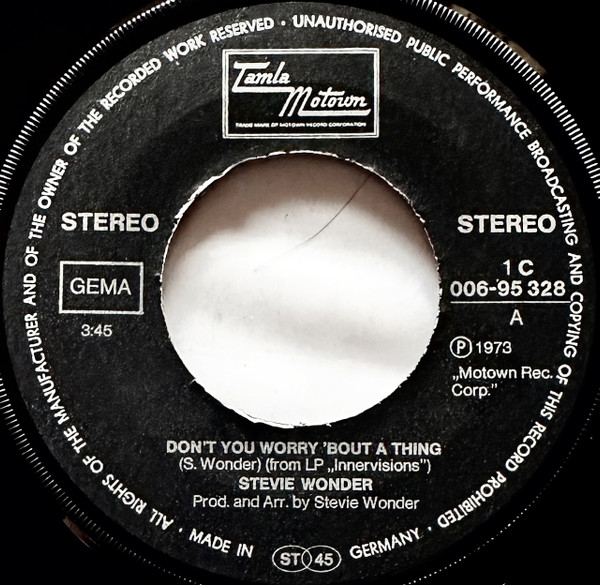 ALL RIGHTS OF THE MANUFACTURER AND OF THE OWNER OF THE RECORDED WORK RESERVED · UNAUTHORISED PUBLIC PERFORMANCE BROADCASTING AND COPYING OF THIS RECORD PROHIBITED ·
Tamla
Motown
TRADE MARK OF MOTOWN RECORD CORPORATION
STEREO
STEREO
GEMA
3:45
1 C
006-95 328
A
Ⓟ 1973
„Motown Rec.
Corp.”
DON'T YOU WORRY 'BOUT A THING
(S. Wonder) (from LP „Innervisions”)
STEVIE WONDER
Prod. and Arr. by Stevie Wonder
MADE IN ST 45 GERMANY ·